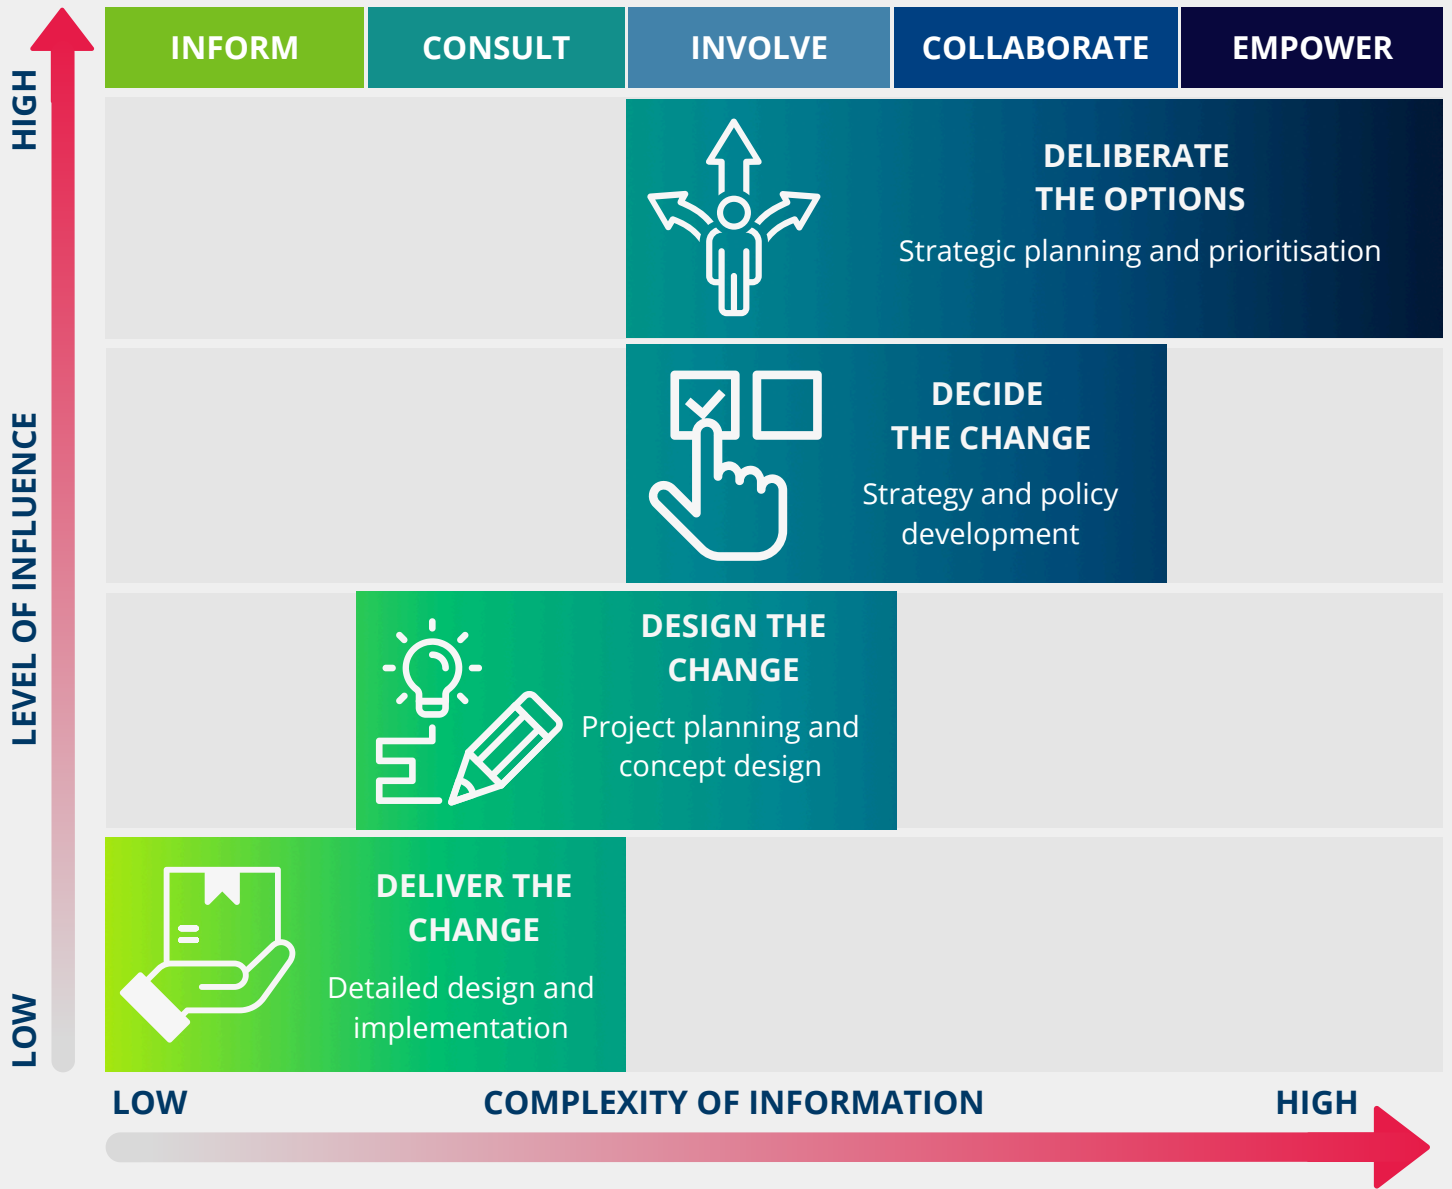 INFORM
CONSULT
INVOLVE
COLLABORATE
EMPOWER
HIGH
LEVEL OF INFLUENCE
LOW
DELIBERATE
THE OPTIONS
Strategic planning and prioritisation
DECIDE
THE CHANGE
Strategy and policy
development
DESIGN THE
CHANGE
Project planning and
concept design
DELIVER THE
CHANGE
Detailed design and
implementation
LOW
COMPLEXITY OF INFORMATION
HIGH